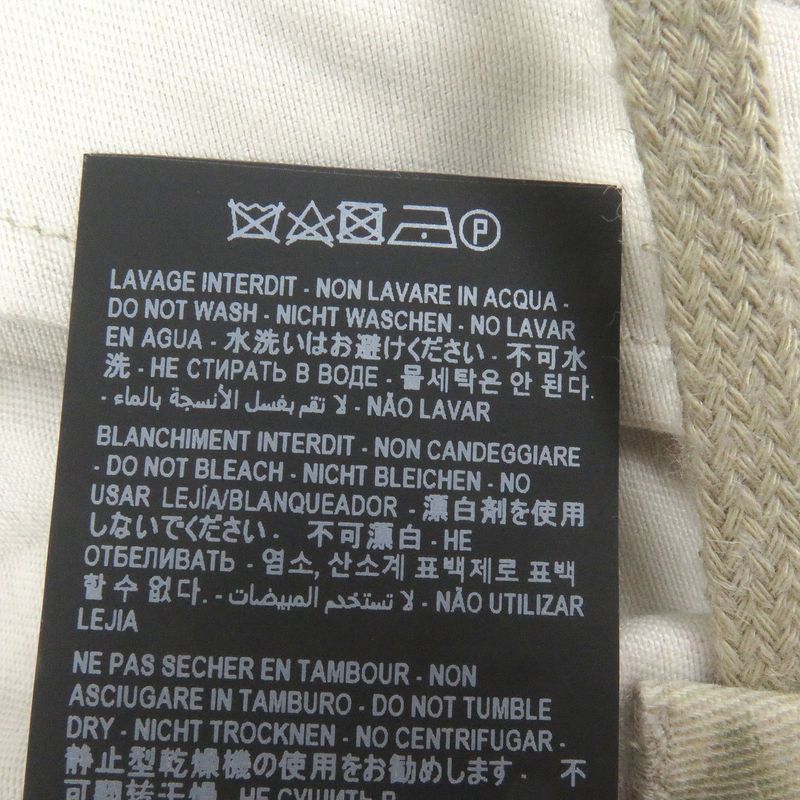 P
LAVAGE INTERDIT - NON LAVARE IN ACQUA -
DO NOT WASH - NICHT WASCHEN - NO LAVAR
EN AGUA - 水洗いはお避けください - 不可水
洗 - НЕ СТИРАТЬ В ВОДЕ - 물세탁은 안 된다.
- لا تقم بغسل الأنسجة بالماء - NÃO LAVAR
BLANCHIMENT INTERDIT - NON CANDEGGIARE
- DO NOT BLEACH - NICHT BLEICHEN - NO
USAR LEJÍA/BLANQUEADOR - 漂白剤を使用
しないでください - 不可漂白 - НЕ
ОТБЕЛИВАТЬ - 염소, 산소계 표백제로 표백
할 수 없다. - لا تستخدم المبيضات - NÃO UTILIZAR
LEJIA
NE PAS SECHER EN TAMBOUR - NON
ASCIUGARE IN TAMBURO - DO NOT TUMBLE
DRY - NICHT TROCKNEN - NO CENTRIFUGAR -
静止型乾燥機の使用をお勧めします - 不
可翻转干燥 - НЕ СУШИТЬ В